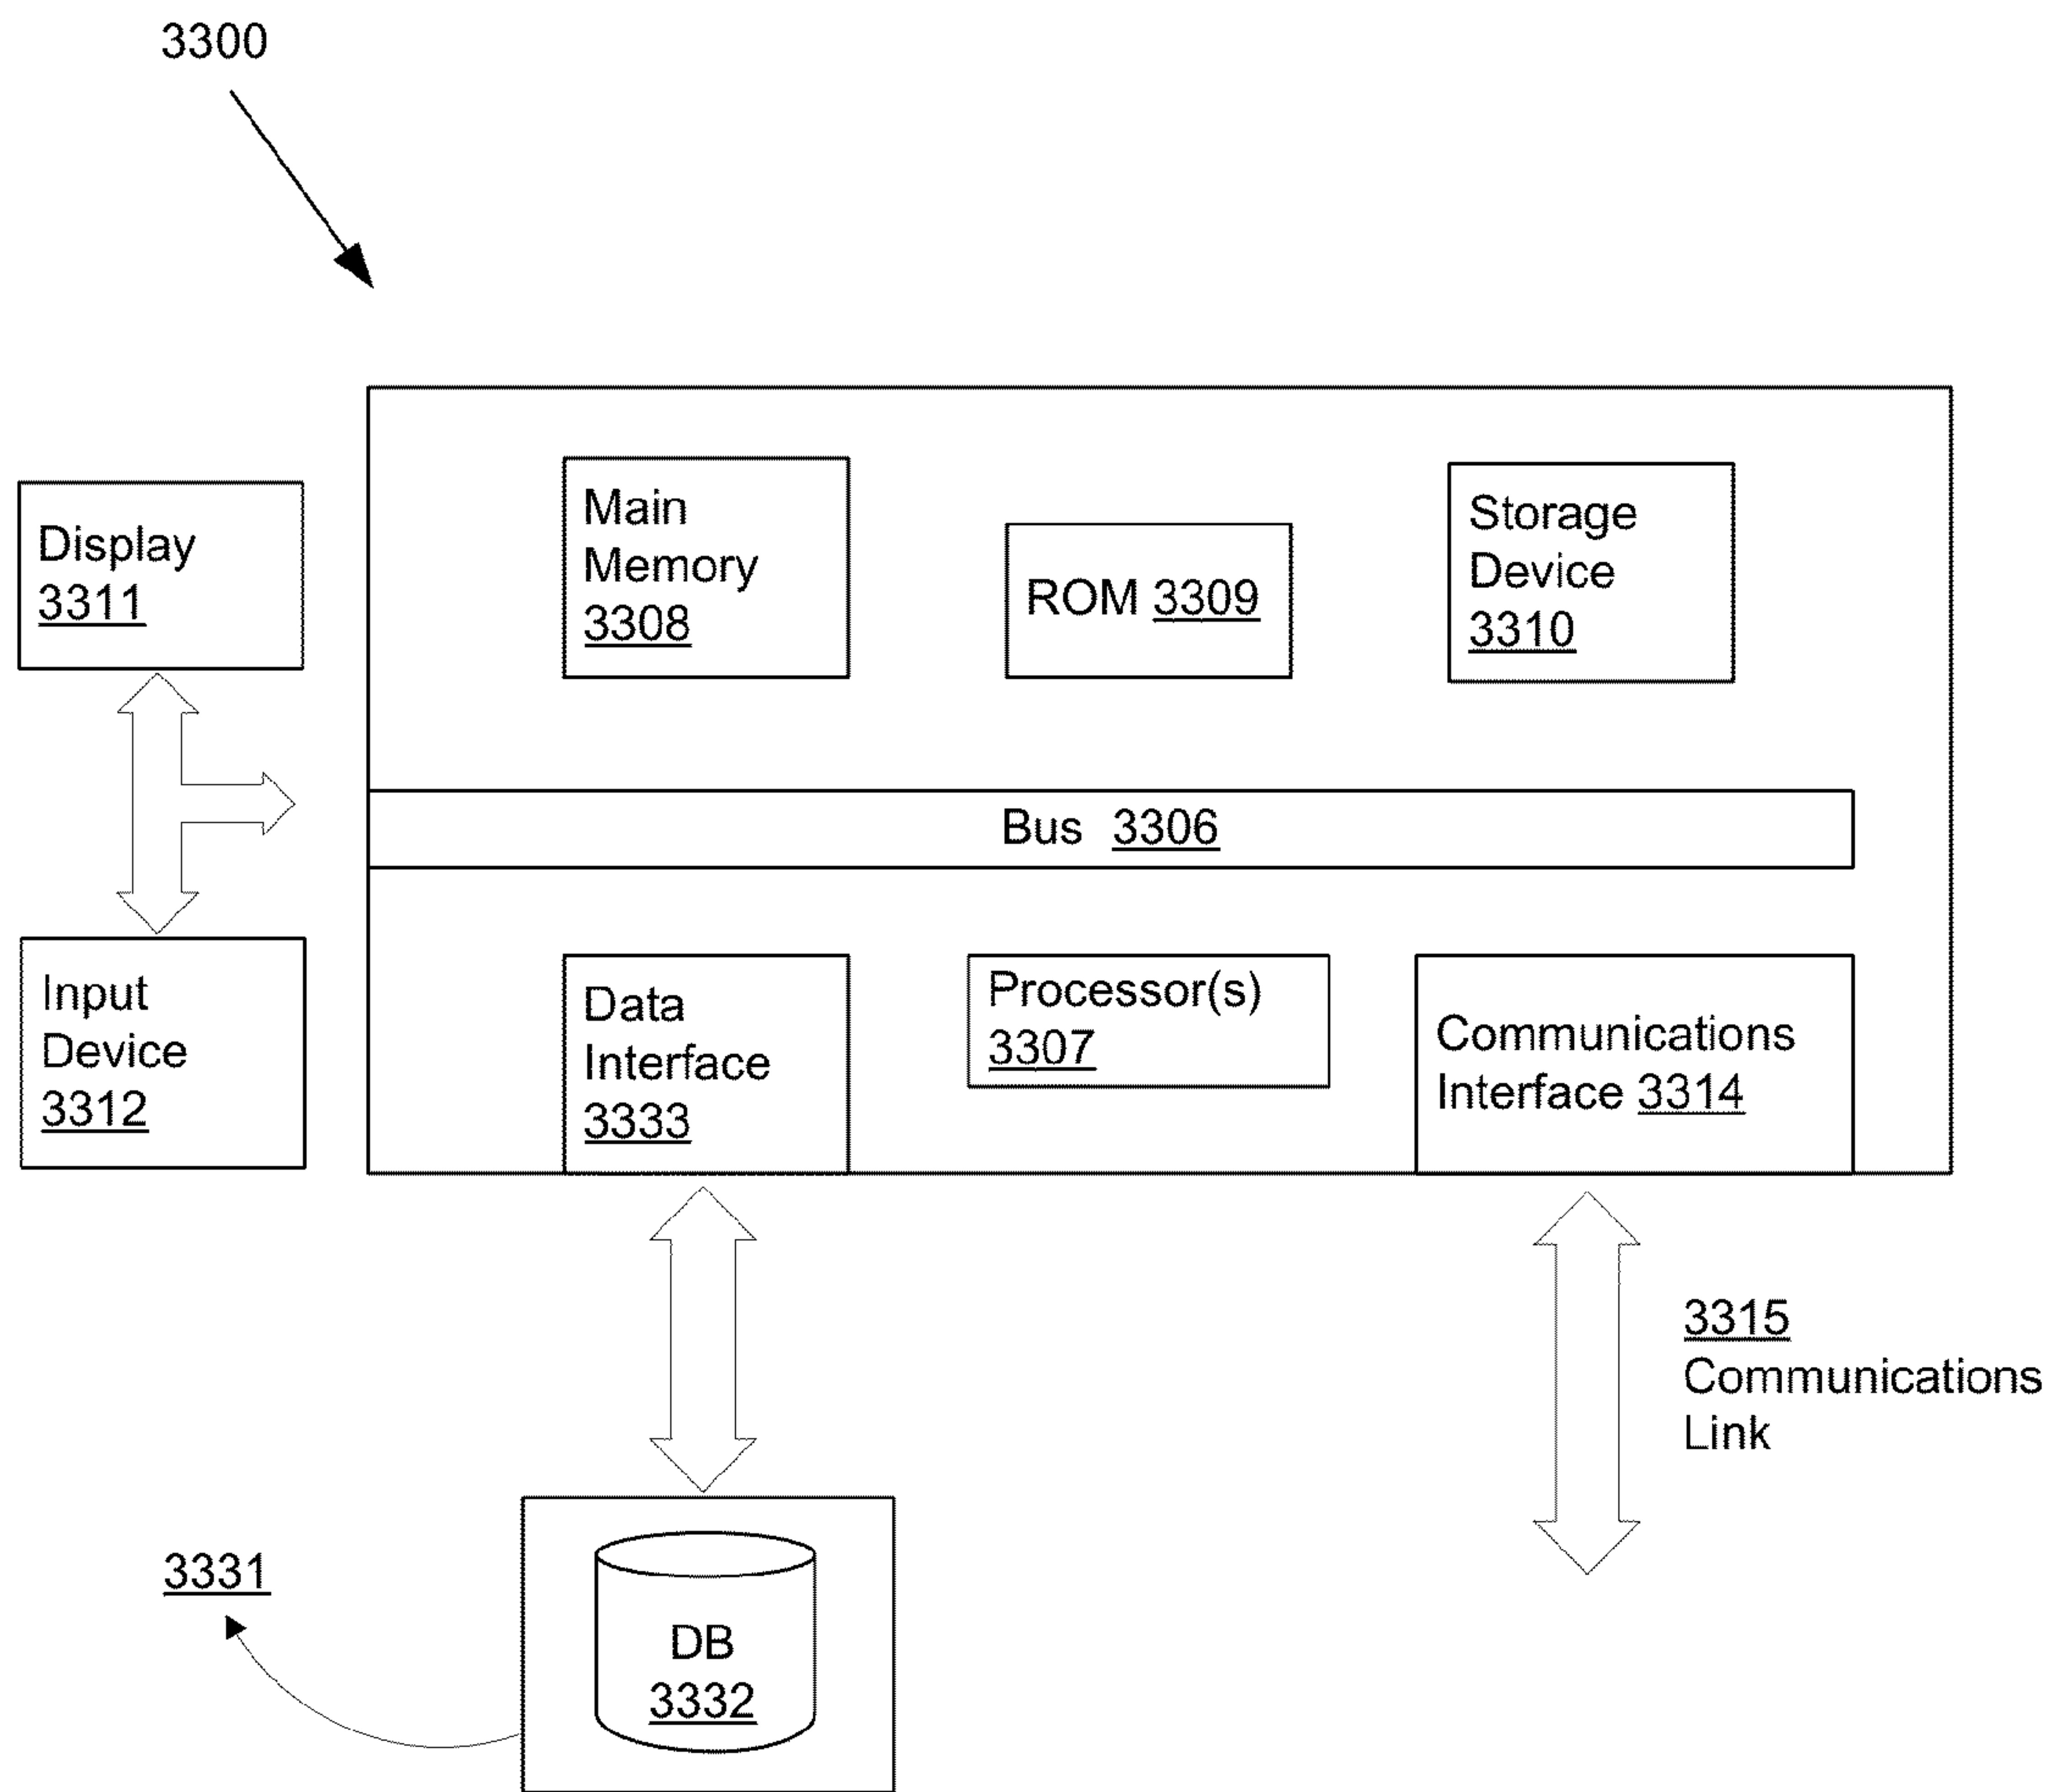 3300
Display
3311
Main
Memory
3308
ROM 3309
Storage
Device
3310
Bus 3306
Input
Device
3312
Data
Interface
3333
Processor(s)
3307
Communications
Interface 3314
3315
Communications
Link
3331
DB
3332